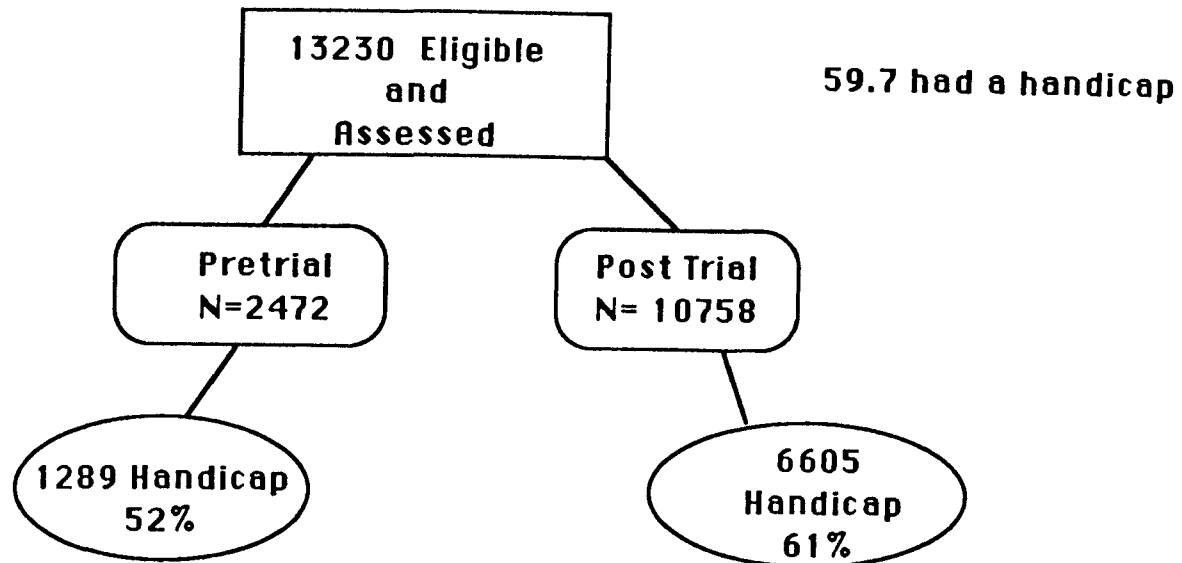 13230 Eligible
and
Assessed
59.7 had a handicap
Pretrial
N=2472
Post Trial
N= 10758
1289 Handicap
52%
6605
Handicap
61%